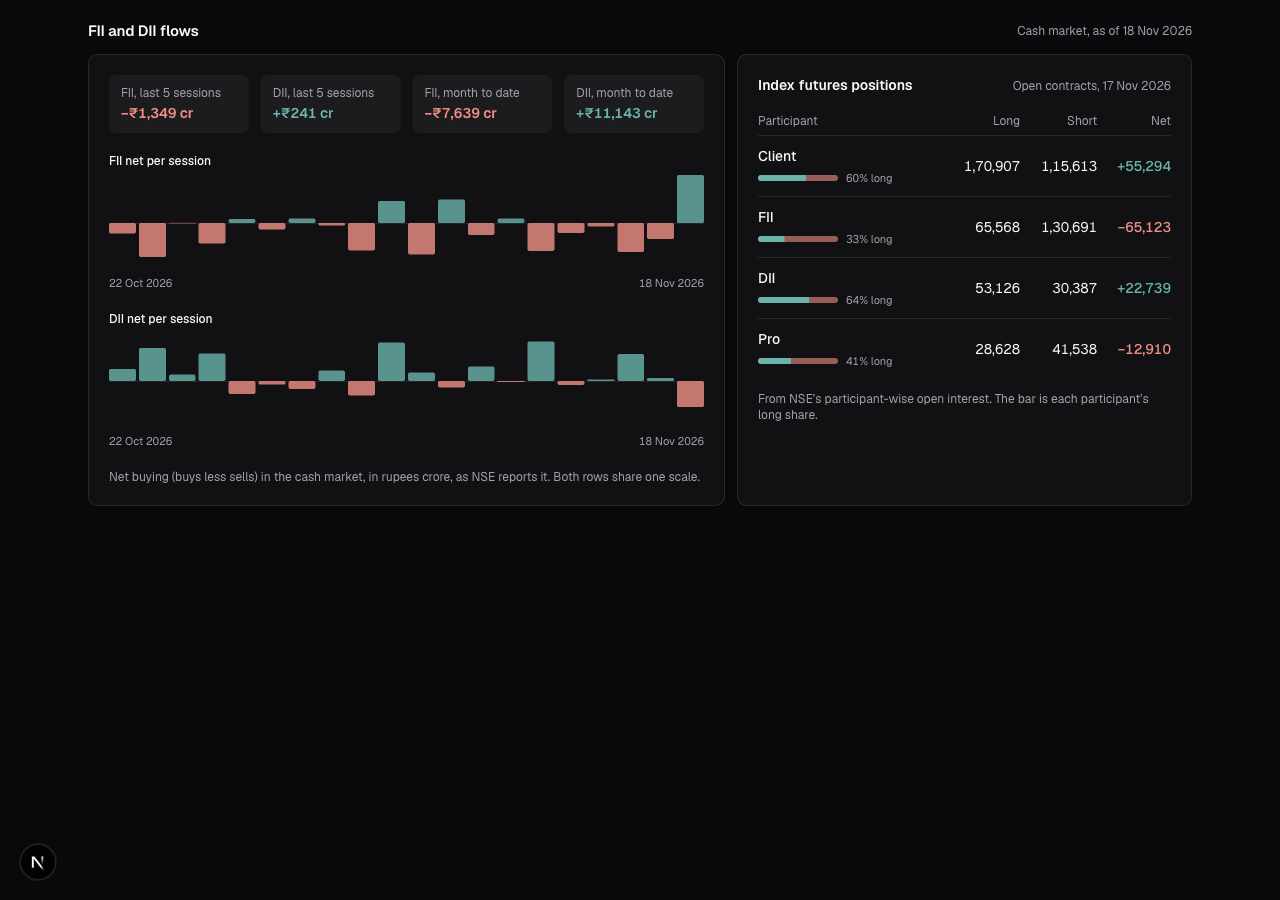 FII and DII flows
Cash market, as of 18 Nov 2026
FII, last 5 sessions
−₹1,349 cr
DII, last 5 sessions
+₹241 cr
FII, month to date
−₹7,639 cr
DII, month to date
+₹11,143 cr
FII net per session
22 Oct 2026
18 Nov 2026
DII net per session
22 Oct 2026
18 Nov 2026
Net buying (buys less sells) in the cash market, in rupees crore, as NSE reports it. Both rows share one scale.
Index futures positions
Open contracts, 17 Nov 2026
Participant Long Short Net
Client
60% long
1,70,907 1,15,613 +55,294
FII
33% long
65,568 1,30,691 −65,123
DII
64% long
53,126 30,387 +22,739
Pro
41% long
28,628 41,538 −12,910
From NSE's participant-wise open interest. The bar is each participant's
long share.
N